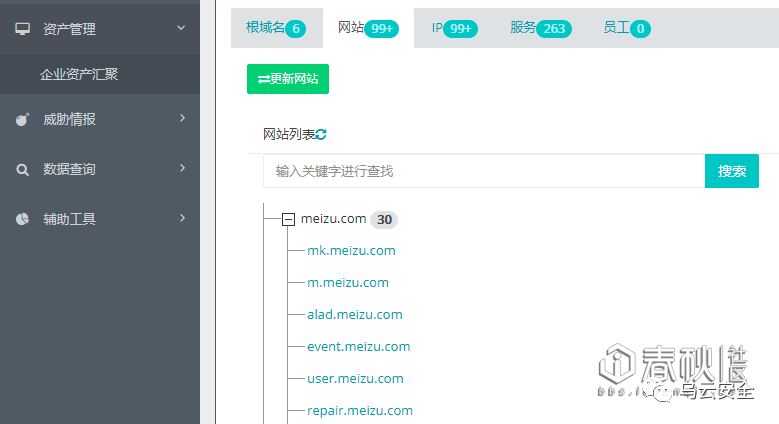 资产管理
企业资产汇聚
威胁情报
数据查询
辅助工具
根域名 6 网站 99+ IP 99+ 服务 263 员工 0
更新网站
网站列表
输入关键字进行查找 搜索
meizu.com 30
mk.meizu.com
m.meizu.com
alad.meizu.com
event.meizu.com
user.meizu.com
repair.meizu.com
春秋 社区
乌云安全